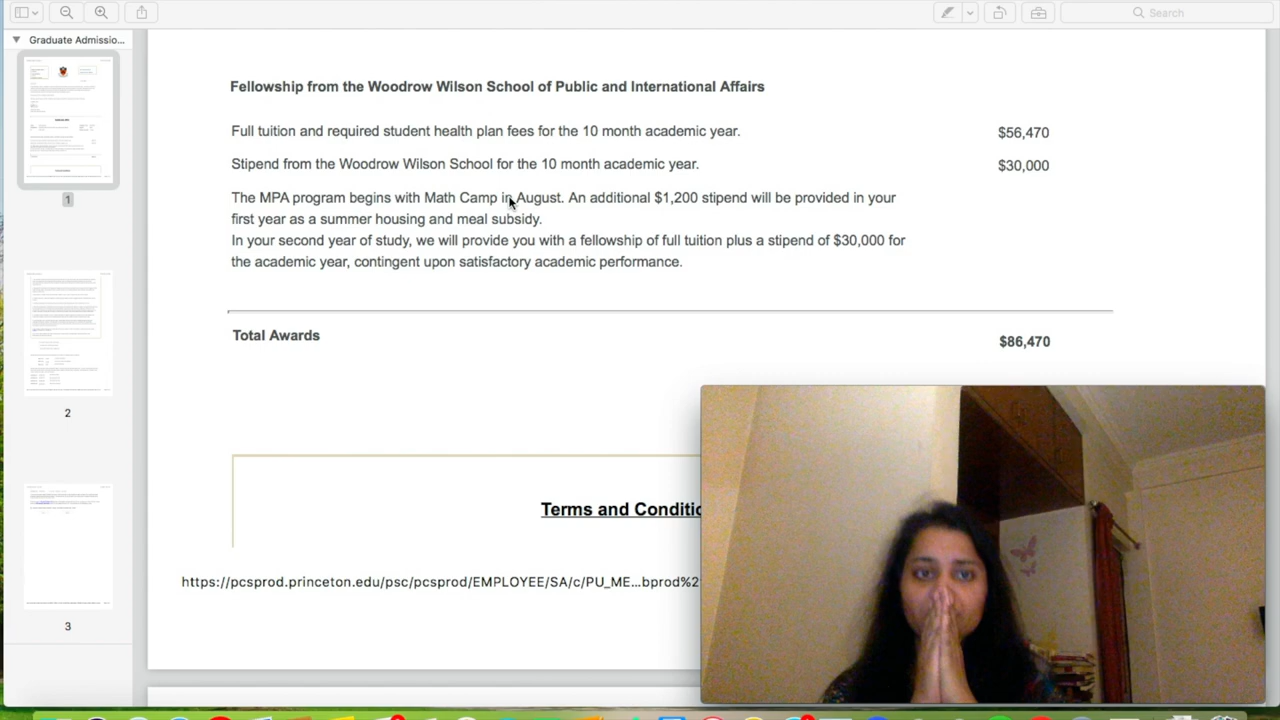 Search
Graduate Admissio...
Fellowship from the Woodrow Wilson School of Public and International Affairs
Full tuition and required student health plan fees for the 10 month academic year. $56,470
Stipend from the Woodrow Wilson School for the 10 month academic year. $30,000
The MPA program begins with Math Camp in August. An additional $1,200 stipend will be provided in your
first year as a summer housing and meal subsidy.
In your second year of study, we will provide you with a fellowship of full tuition plus a stipend of $30,000 for
the academic year, contingent upon satisfactory academic performance.
Total Awards $86,470
Terms and Conditio
https://pcsprod.princeton.edu/psc/pcsprod/EMPLOYEE/SA/c/PU_ME...bprod%2
1
2
3